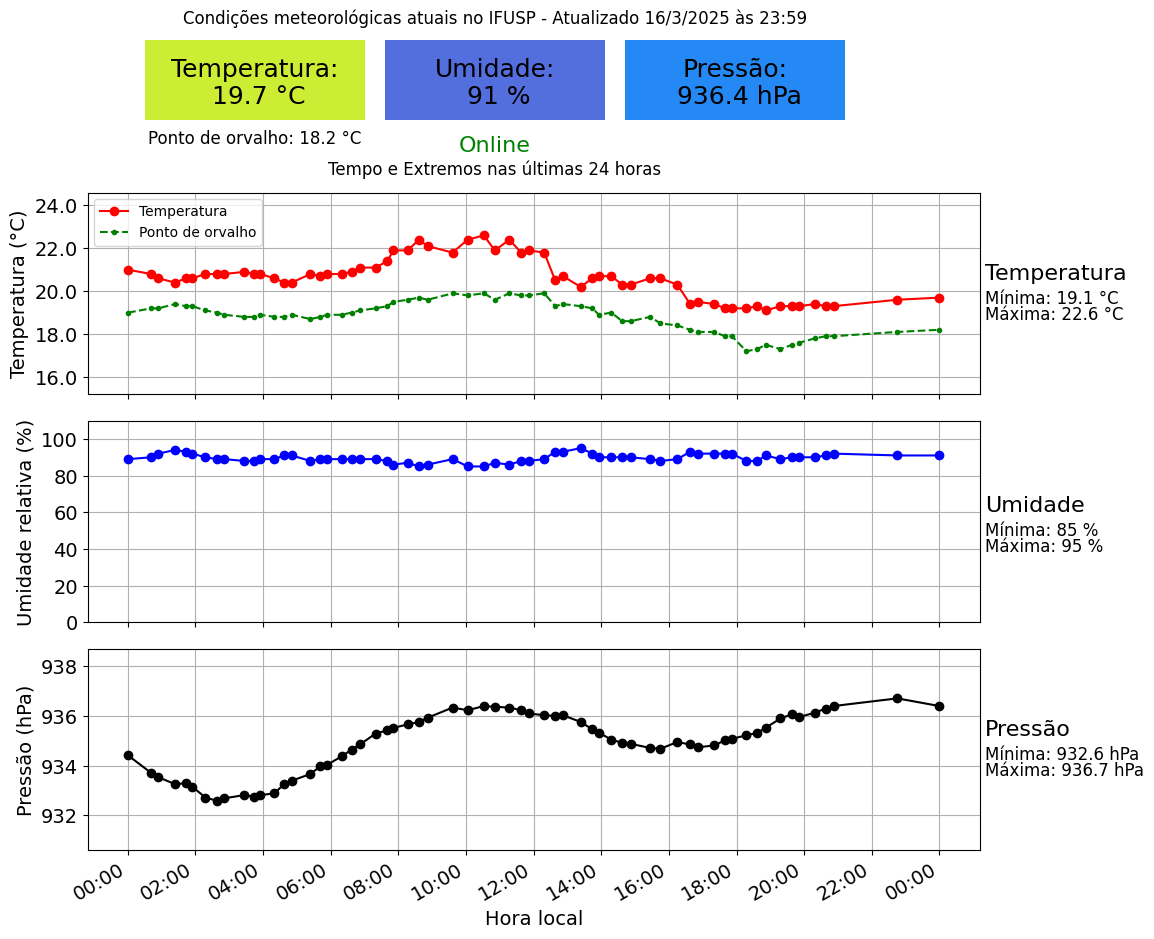 Condições meteorológicas atuais no IFUSP - Atualizado 16/3/2025 às 23:59
Temperatura:
19.7 °C
Umidade:
91 %
Pressão:
936.4 hPa
Ponto de orvalho: 18.2 °C
Online
Tempo e Extremos nas últimas 24 horas
Temperatura (°C)
24.0
22.0
20.0
18.0
16.0
Temperatura
Ponto de orvalho
Temperatura
Mínima: 19.1 °C
Máxima: 22.6 °C
Umidade relativa (%)
100
80
60
40
20
0
Umidade
Mínima: 85 %
Máxima: 95 %
Pressão (hPa)
938
936
934
932
Pressão
Mínima: 932.6 hPa
Máxima: 936.7 hPa
00:00 02:00 04:00 06:00 08:00 10:00 12:00 14:00 16:00 18:00 20:00 22:00 00:00
Hora local